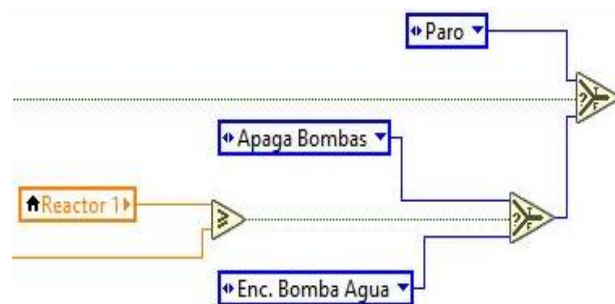 Paro
?
T
F
Apaga Bombas
Reactor 1
≥
?
T
F
Enc. Bomba Agua